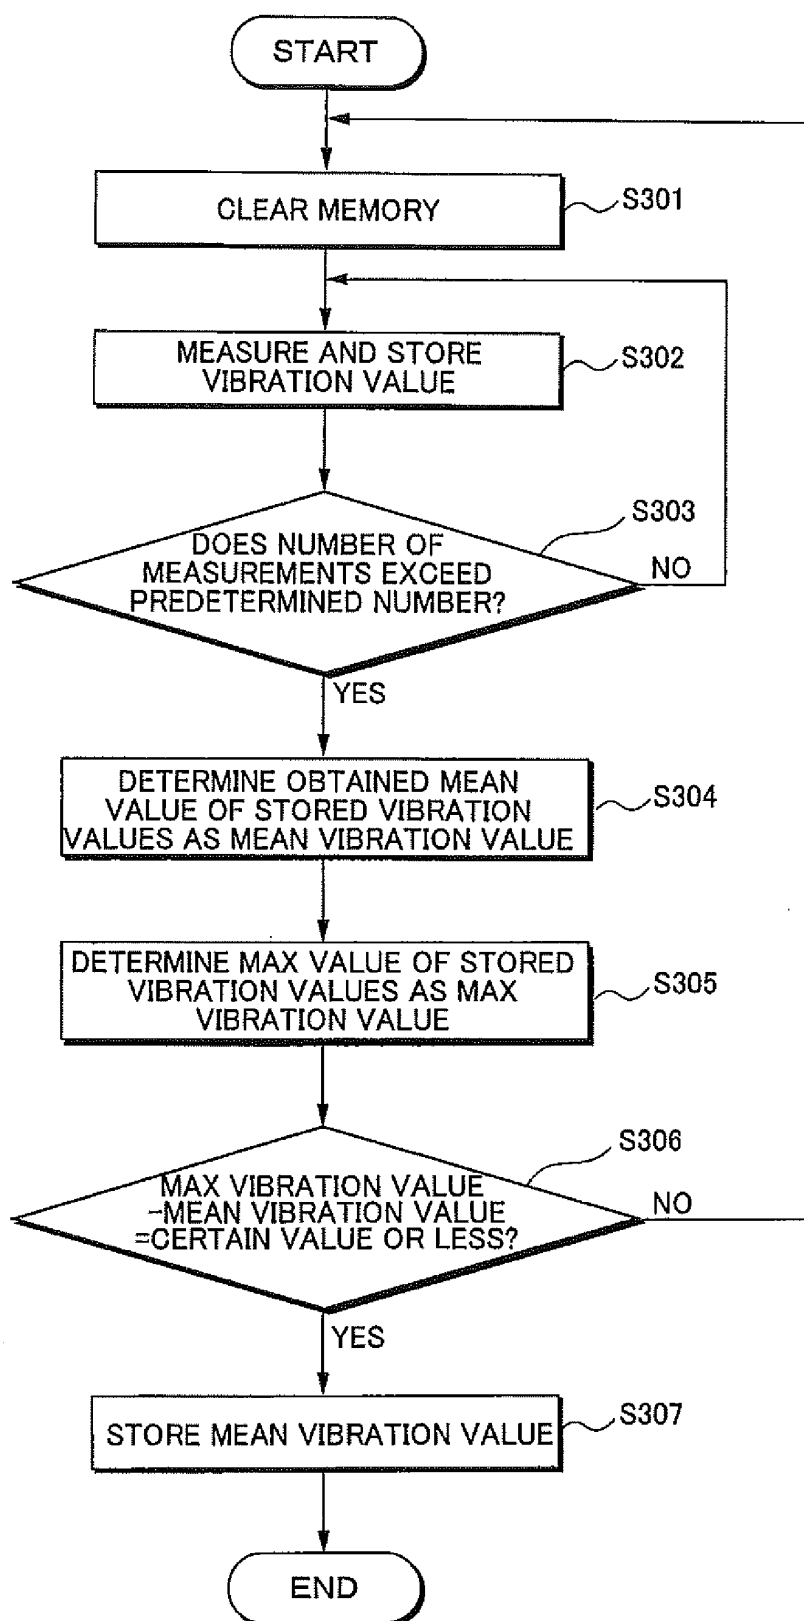 START
CLEAR MEMORY
S301
MEASURE AND STORE
VIBRATION VALUE
S302
S303
DOES NUMBER OF
MEASUREMENTS EXCEED
PREDETERMINED NUMBER?
NO
YES
DETERMINE OBTAINED MEAN
VALUE OF STORED VIBRATION
VALUES AS MEAN VIBRATION VALUE
S304
DETERMINE MAX VALUE OF STORED
VIBRATION VALUES AS MAX
VIBRATION VALUE
S305
S306
MAX VIBRATION VALUE
-MEAN VIBRATION VALUE
=CERTAIN VALUE OR LESS?
NO
YES
STORE MEAN VIBRATION VALUE
S307
END